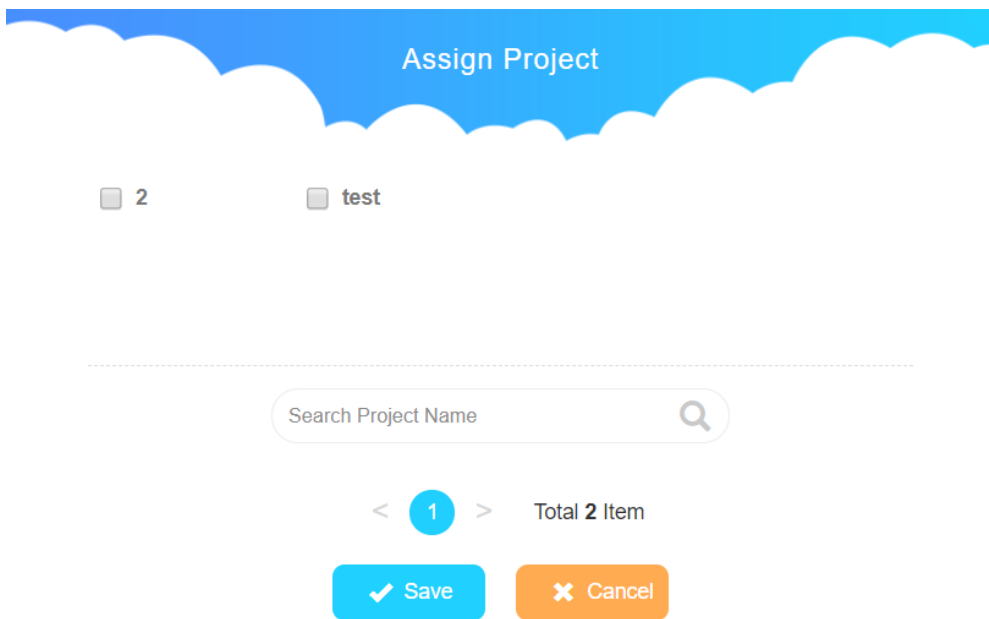 Assign Project
2 test
Search Project Name
< 1 > Total 2 Item
Save Cancel